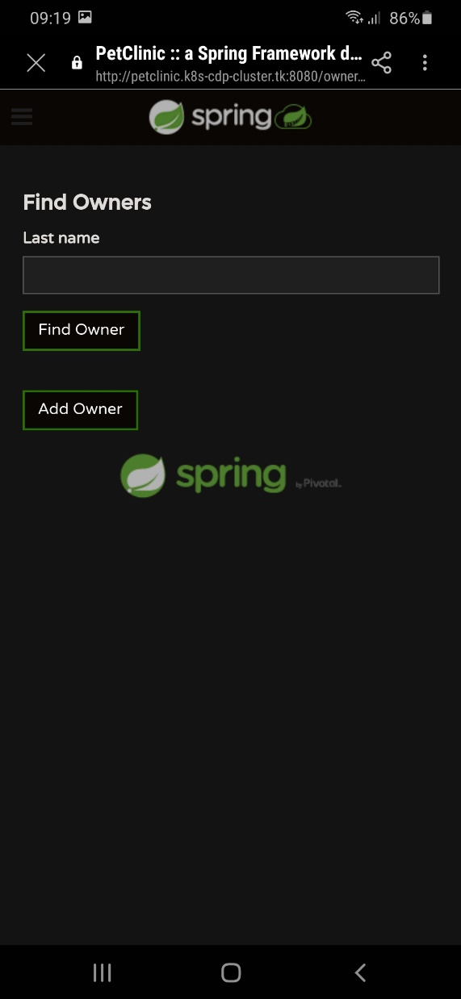 09:19 86%
PetClinic :: a Spring Framework d...
http://petclinic.k8s-cdp-cluster.tk:8080/owner...
spring
Find Owners
Last name
Find Owner
Add Owner
spring by Pivotal™